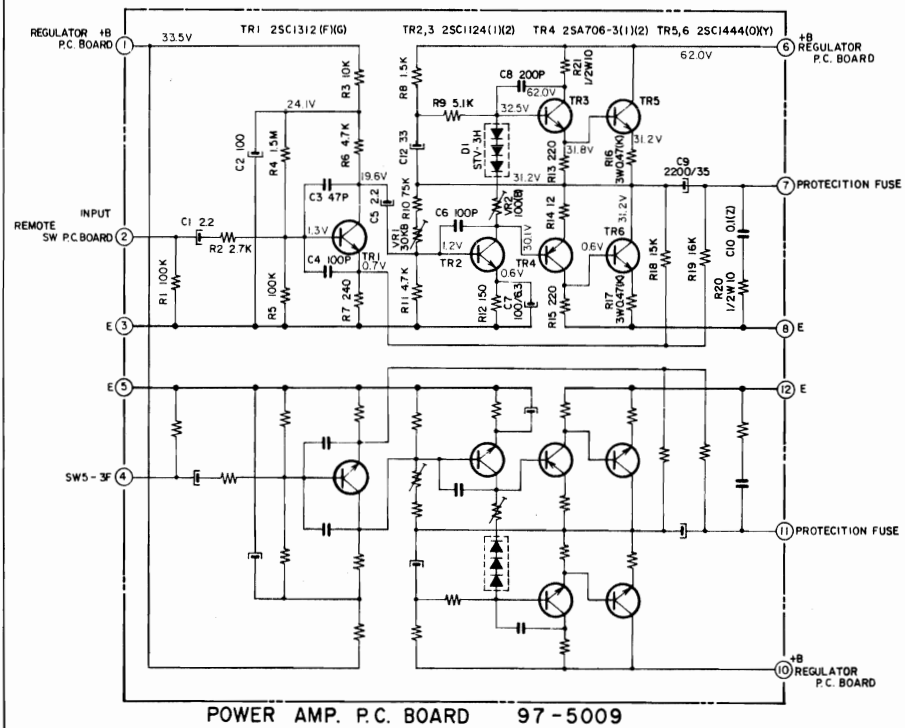 TR1 2SC1312 (F)(G) TR2,3 2SC1124(1)(2) TR4 2SA706-3(1)(2) TR5,6 2SC1444(O)(Y)
REGULATOR +B
P.C. BOARD
1
33.5V
R3 10K
R8 1.5K
C8 200P
R21
1/2W10
62.0V
6
+B
REGULATOR
P.C. BOARD
24.1V
R9 5.1K
32.5V
62.0V
TR3
TR5
C2 100
R4 1.5M
R6 4.7K
C12 33
D1
STV-3H
31.8V
R13 220
31.2V
R16
3W0.47(K)
C9
2200/35
19.6V
31.2V
7
PROTECITION FUSE
C3 47P
C5 2.2
R10 75K
VR2
100(B)
R14 12
31.2V
INPUT
REMOTE
SW P.C.BOARD
2
C1 2.2
R2 2.7K
1.3V
TR1
C4 100P
0.7V
VR1
30KB
C6 100P
1.2V
TR2
30.1V
TR4
0.6V
TR6
R18 15K
R19 16K
C10 0.1(Z)
R1 100K
R5 100K
R7 240
R11 4.7K
0.6V
R12 150
C7
100/6.3
R15 220
R17
3W0.47(K)
R20
1/2W10
E 3
8 E
E 5
12 E
SW5-3F 4
11 PROTECITION FUSE
10
+B
REGULATOR
P.C. BOARD
POWER AMP. P.C. BOARD 97-5009